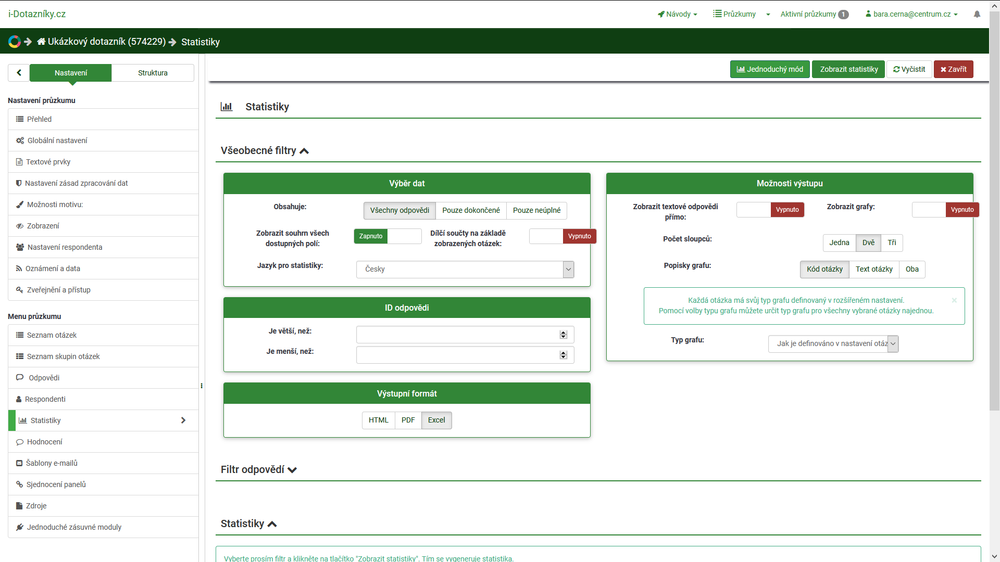 i-Dotazníky.cz
Návody
Průzkumy
Aktivní průzkumy 1
bara.cerna@centrum.cz
Ukázkový dotazník (574229)
Statistiky
Nastavení
Struktura
Jednoduchý mód
Zobrazit statistiky
Vyčistit
Zavřít
Nastavení průzkumu
Přehled
Globální nastavení
Textové prvky
Nastavení zásad zpracování dat
Možnosti motivu:
Zobrazení
Nastavení respondenta
Oznámení a data
Zveřejnění a přístup
Menu průzkumu
Seznam otázek
Seznam skupin otázek
Odpovědi
Respondenti
Statistiky
Hodnocení
Šablony e-mailů
Sjednocení panelů
Zdroje
Jednoduché zásuvné moduly
Statistiky
Všeobecné filtry
Výběr dat
Obsahuje:
Všechny odpovědi
Pouze dokončené
Pouze neúplné
Zobrazit souhrn všech
dostupných polí:
Zapnuto
Dílčí součty na základě
zobrazených otázek:
Vypnuto
Jazyk pro statistiky:
Česky
ID odpovědi
Je větší, než:
Je menší, než:
Výstupní formát
HTML
PDF
Excel
Možnosti výstupu
Zobrazit textové odpovědi
přímo:
Vypnuto
Zobrazit grafy:
Vypnuto
Počet sloupců:
Jedna
Dvě
Tři
Popisky grafu:
Kód otázky
Text otázky
Oba
Každá otázka má svůj typ grafu definovaný v rozšířeném nastavení.
Pomocí volby typu grafu můžete určit typ grafu pro všechny vybrané otázky najednou.
Typ grafu:
Jak je definováno v nastavení otáz
Filtr odpovědí
Statistiky
Vyberte prosím filtr a klikněte na tlačítko "Zobrazit statistiky". Tím se vygeneruje statistika.